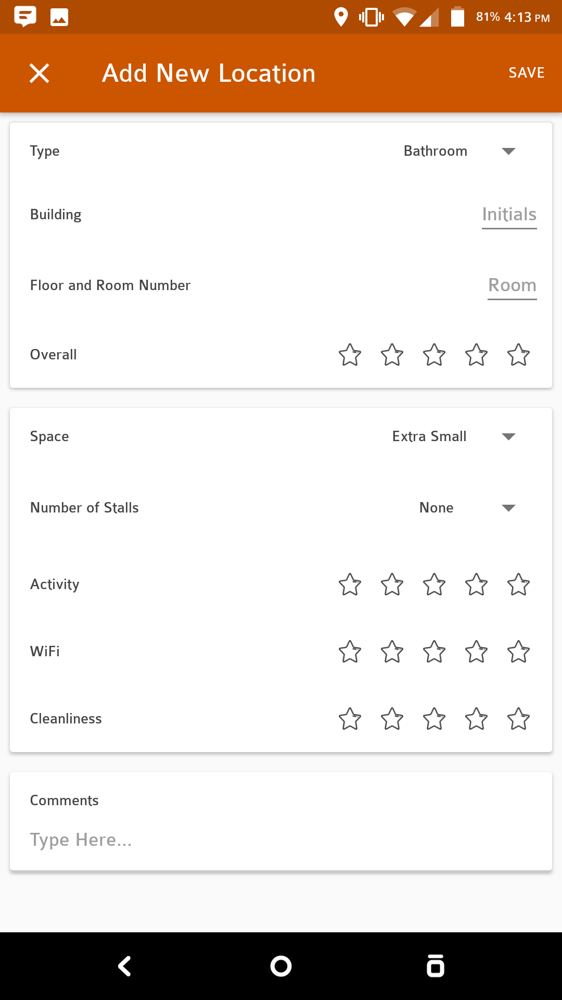 81% 4:13 PM
Add New Location SAVE
Type Bathroom
Building Initials
Floor and Room Number Room
Overall
Space Extra Small
Number of Stalls None
Activity
WiFi
Cleanliness
Comments
Type Here...